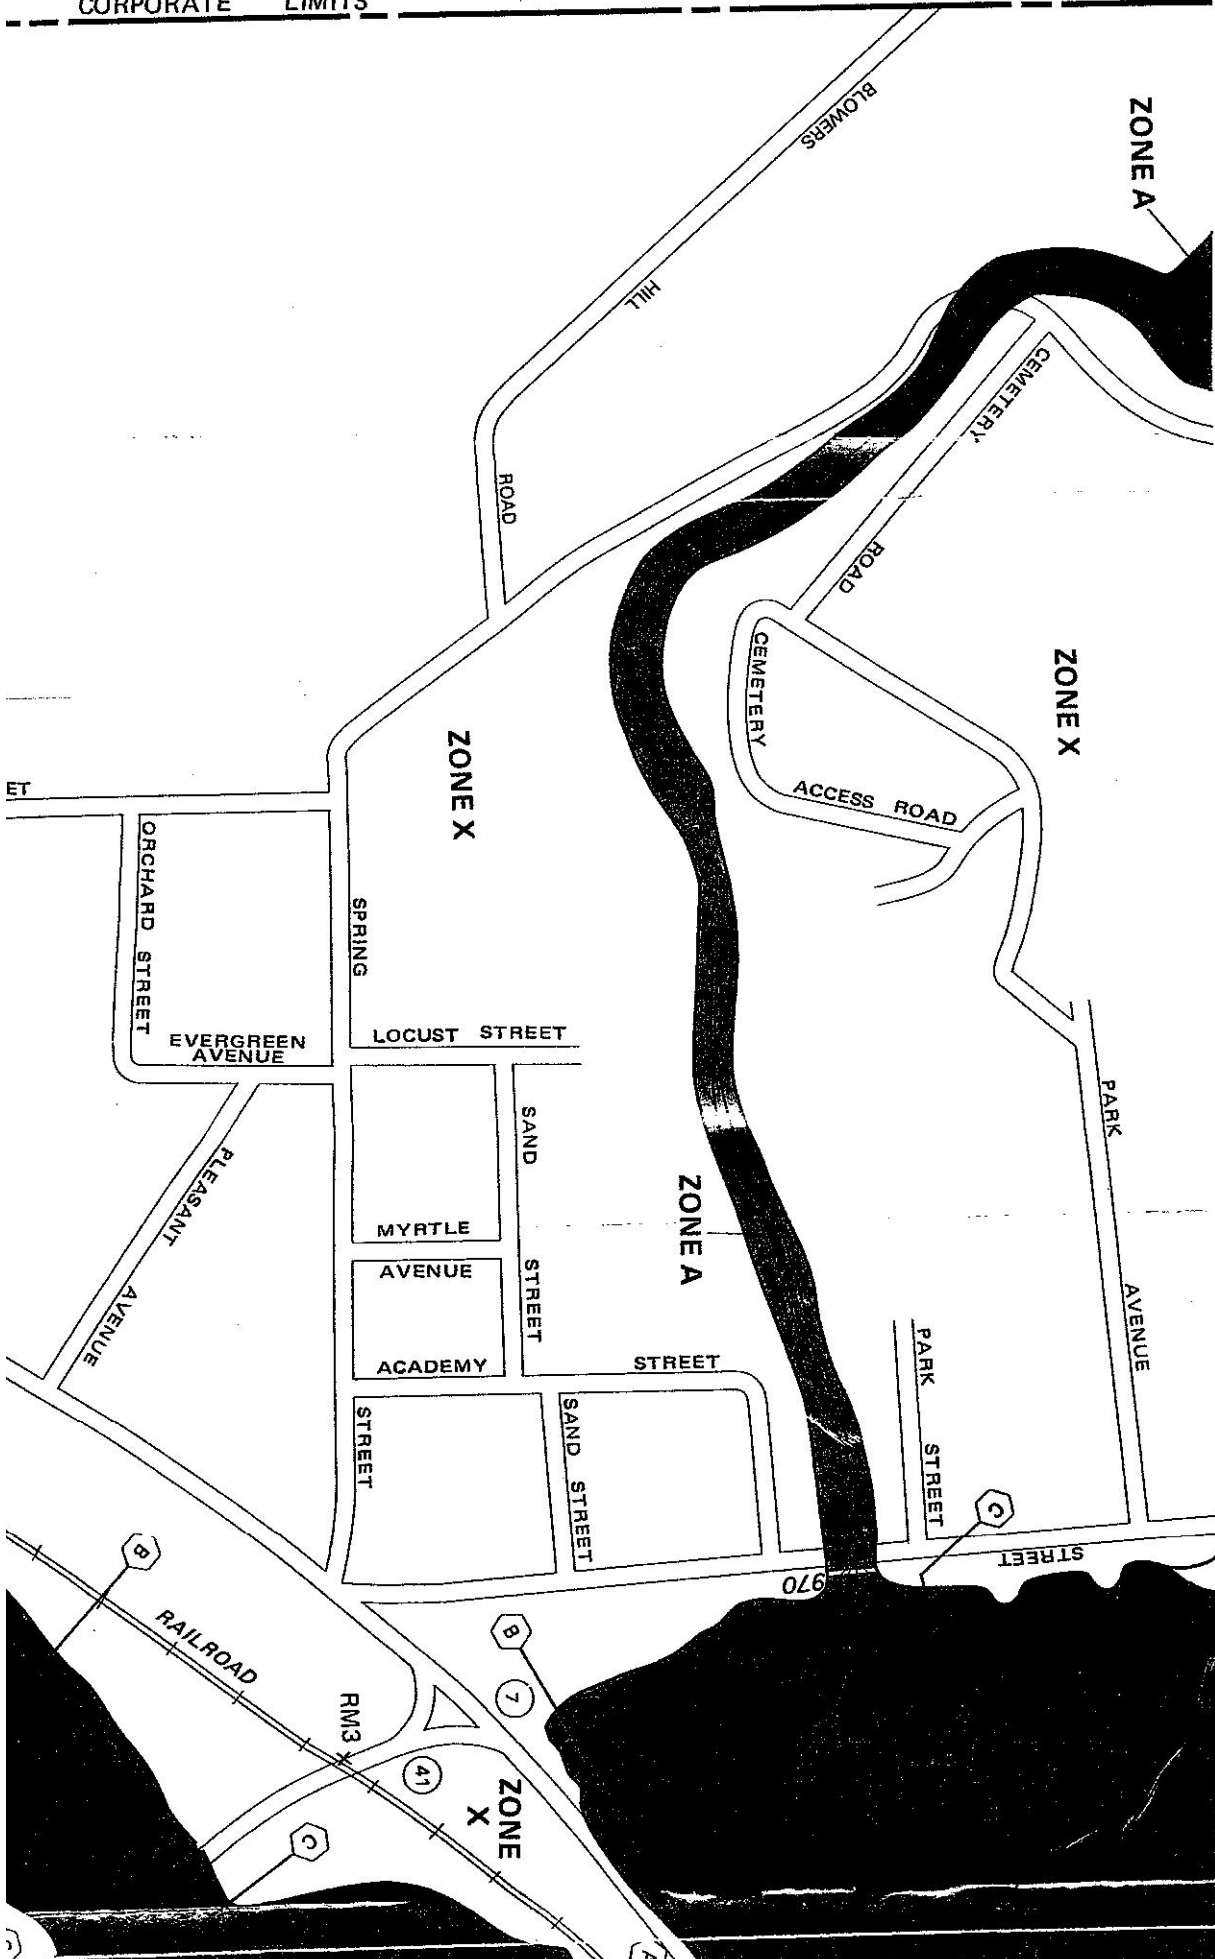 CORPORATE LIMITS
BLOWERS
HILL
ROAD
ZONE A
CEMETERY
ROAD
ZONE X
CEMETERY
ACCESS ROAD
ZONE X
ET
ORCHARD STREET
SPRING
EVERGREEN
AVENUE
LOCUST STREET
SAND
STREET
PARK
AVENUE
PLEASANT
AVENUE
MYRTLE
AVENUE
ZONE A
ACADEMY
STREET
PARK
STREET
STREET
SAND STREET
C
STREET
970
B
RAILROAD
B
7
RM3
41
ZONE
X
C